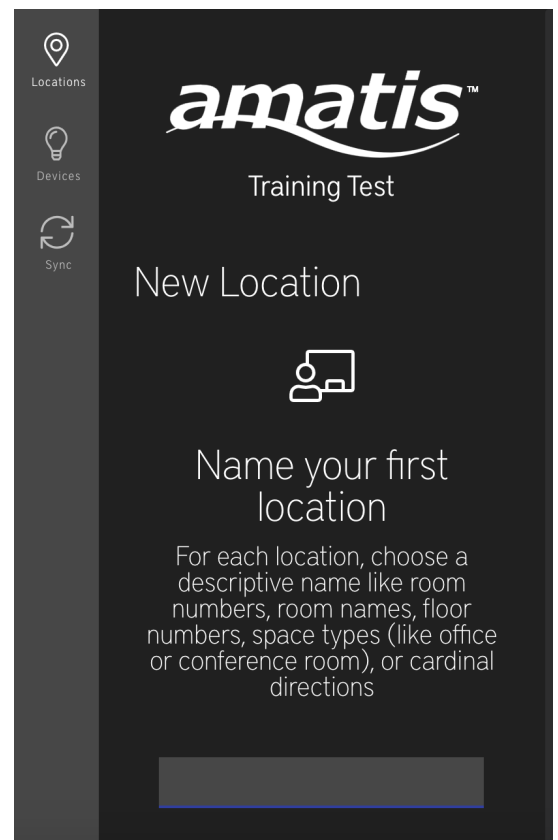 Locations
Devices
Sync
amatis™
Training Test
New Location
Name your first
location
For each location, choose a
descriptive name like room
numbers, room names, floor
numbers, space types (like office
or conference room), or cardinal
directions